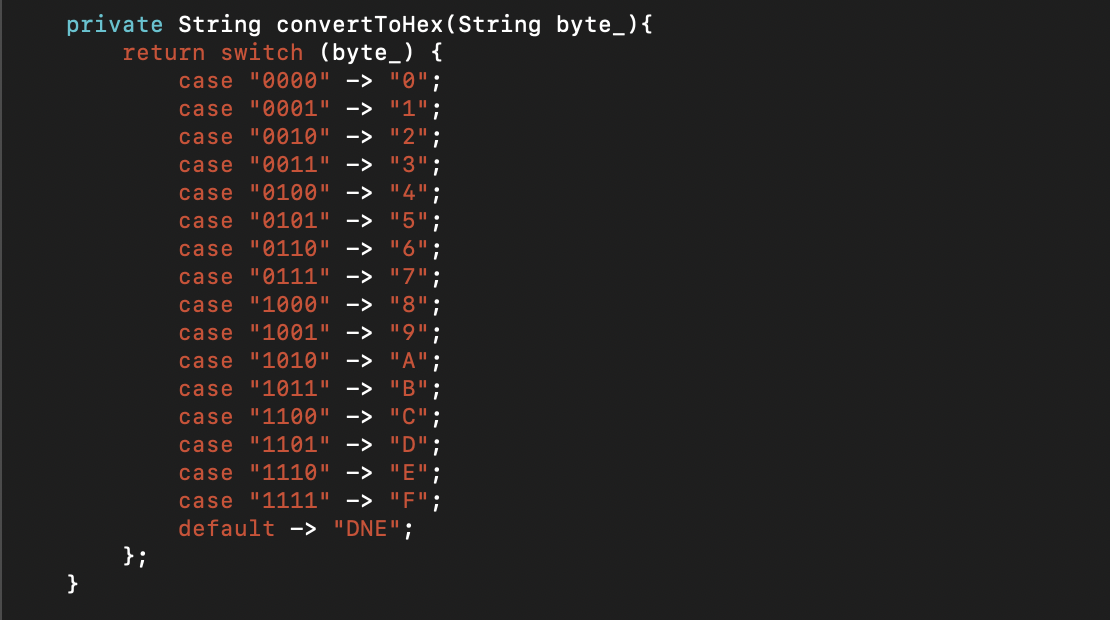 private String convertToHex(String byte_){
    return switch (byte_) {
        case "0000" -> "0";
        case "0001" -> "1";
        case "0010" -> "2";
        case "0011" -> "3";
        case "0100" -> "4";
        case "0101" -> "5";
        case "0110" -> "6";
        case "0111" -> "7";
        case "1000" -> "8";
        case "1001" -> "9";
        case "1010" -> "A";
        case "1011" -> "B";
        case "1100" -> "C";
        case "1101" -> "D";
        case "1110" -> "E";
        case "1111" -> "F";
        default -> "DNE";
    };
}